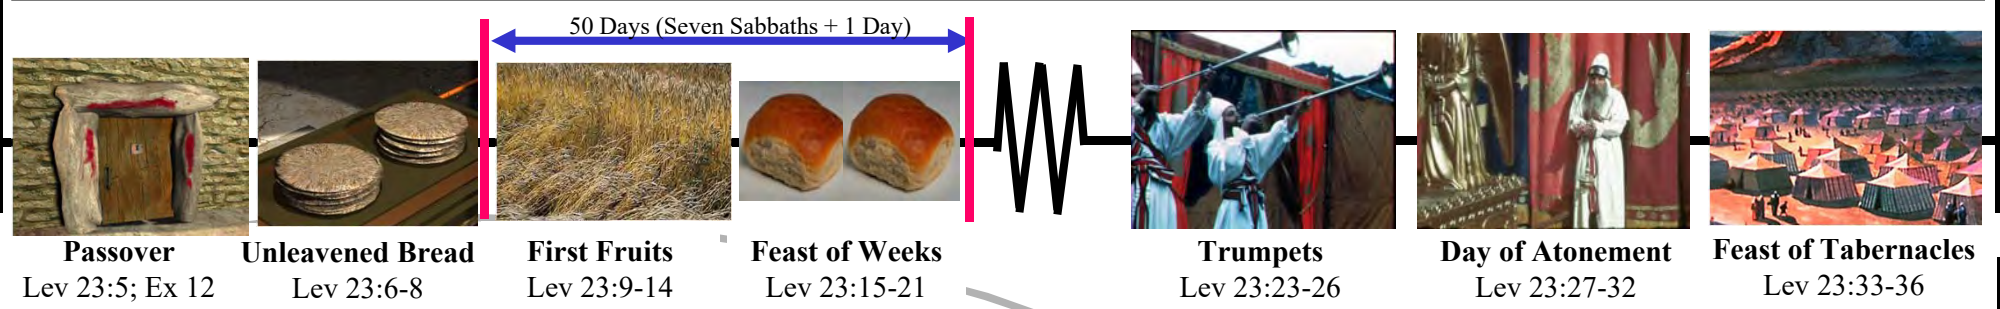 50 Days (Seven Sabbaths + 1 Day)
Passover
Lev 23:5; Ex 12
Unleavened Bread
Lev 23:6-8
First Fruits
Lev 23:9-14
Feast of Weeks
Lev 23:15-21
Trumpets
Lev 23:23-26
Day of Atonement
Lev 23:27-32
Feast of Tabernacles
Lev 23:33-36